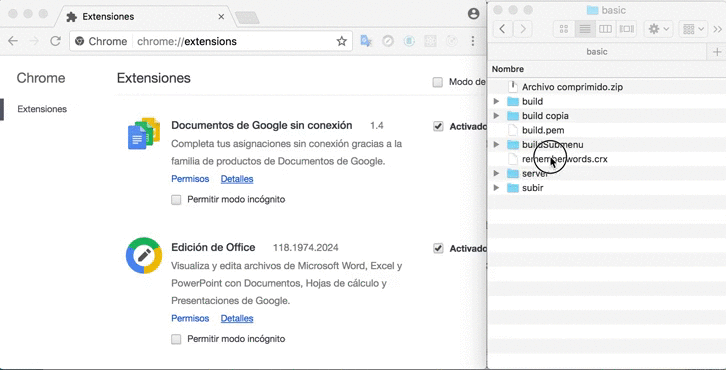 Extensiones
basic
Chrome
chrome://extensions
basic
Nombre
Chrome
Extensiones
Modo de
Extensiones
Archivo comprimido.zip
build
build copia
build.pem
buildSubmenu
rememberwords.crx
server
subir
Documentos de Google sin conexión 1.4
Activado
Completa tus asignaciones sin conexión gracias a la
familia de productos de Documentos de Google.
Permisos Detalles
Permitir modo incógnito
Edición de Office 118.1974.2024
Activado
Visualiza y edita archivos de Microsoft Word, Excel y
PowerPoint con Documentos, Hojas de cálculo y
Presentaciones de Google.
Permisos Detalles
Permitir modo incógnito